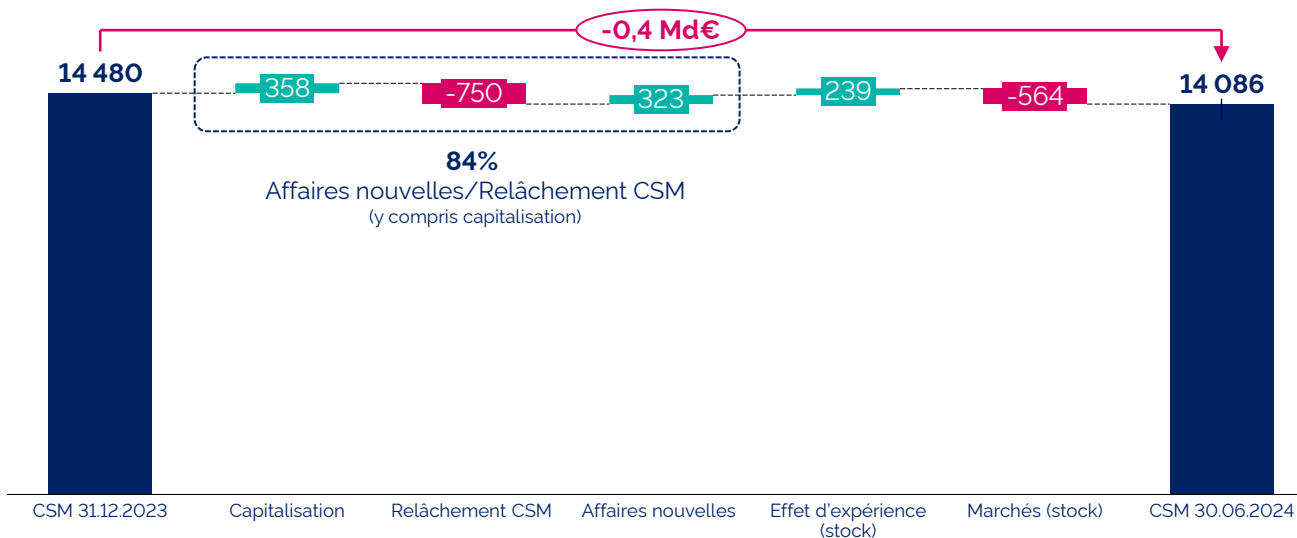 -0,4 Md€
14 480
358
-750
323
239
-564
14 086
84%
Affaires nouvelles/Relâchement CSM
(y compris capitalisation)
CSM 31.12.2023
Capitalisation
Relâchement CSM
Affaires nouvelles
Effet d'expérience
(stock)
Marchés (stock)
CSM 30.06.2024